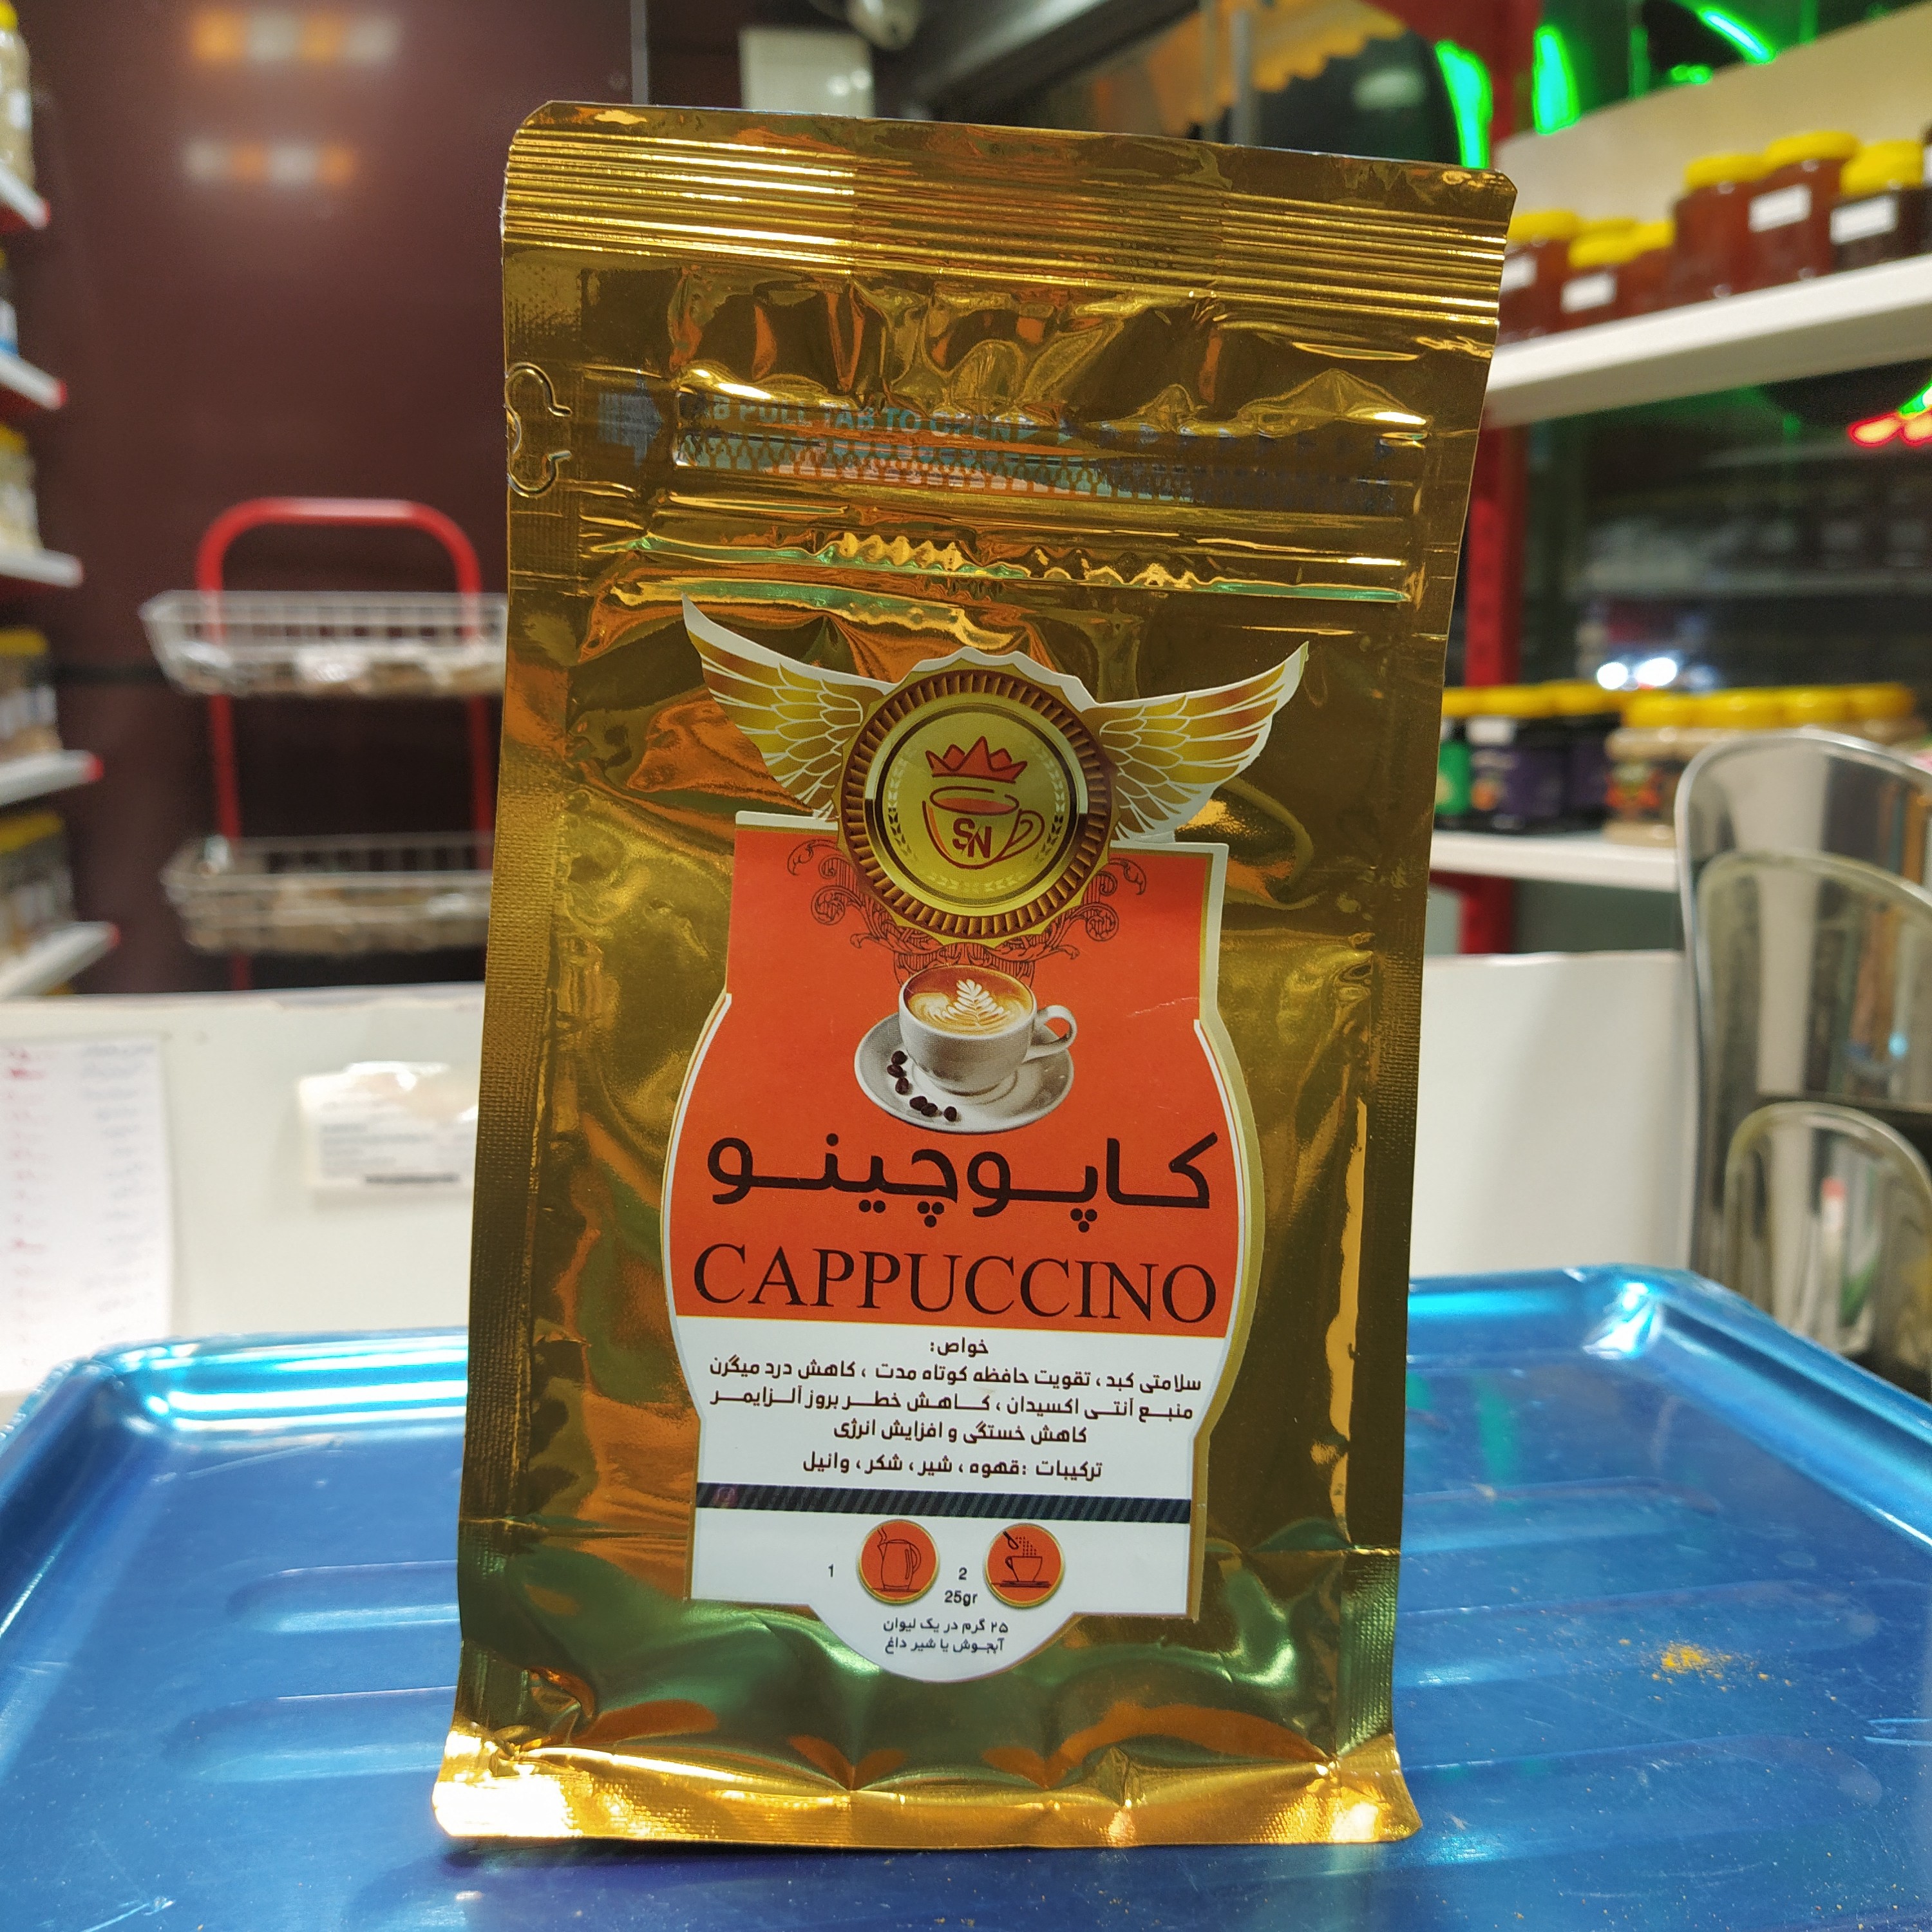 PULL TAB TO OPEN
SN
کاپوچینو
CAPPUCCINO
خواص:
سلامتی کبد ، تقویت حافظه کوتاه مدت ، کاهش درد میگرن
منبع آنتی اکسیدان ، کاهش خطر بروز آلزایمر
کاهش خستگی و افزایش انرژی
ترکیبات :قهوه ، شیر ، شکر ، وانیل
1
2
25gr
۲۵ گرم در یک لیوان
آبجوش یا شیر داغ